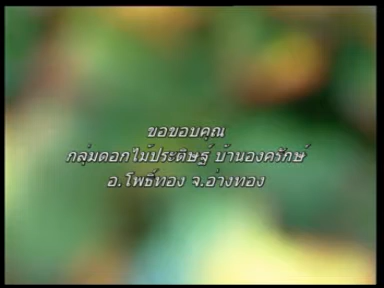 ขอขอบคุณ
กลุ่มดอกไม้ประดิษฐ์ บ้านองครักษ์
อ.โพธิ์ทอง จ.อ่างทอง